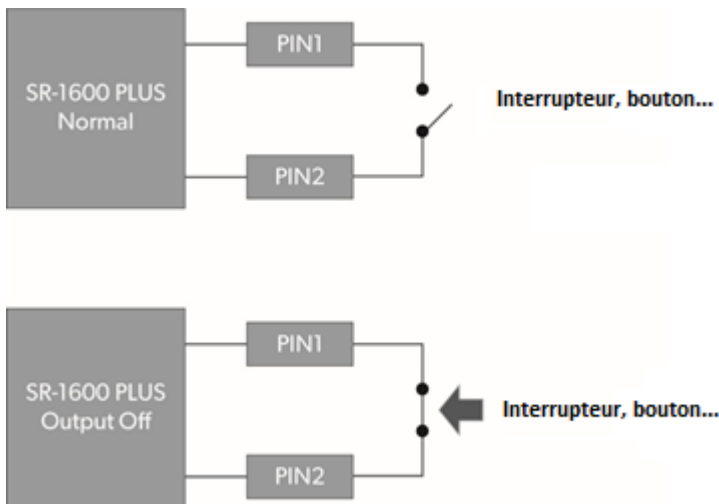 PIN1
SR-1600 PLUS
Normal
Interrupteur, bouton...
PIN2
PIN1
SR-1600 PLUS
Output Off
Interrupteur, bouton...
PIN2